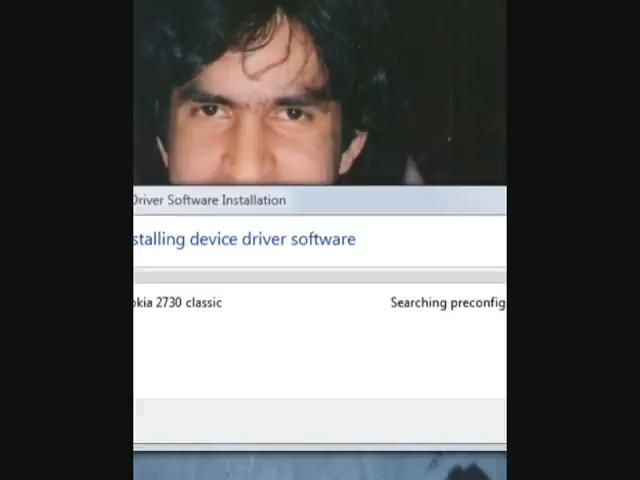 Driver Software Installation
stalling device driver software
okia 2730 classic
Searching preconfig